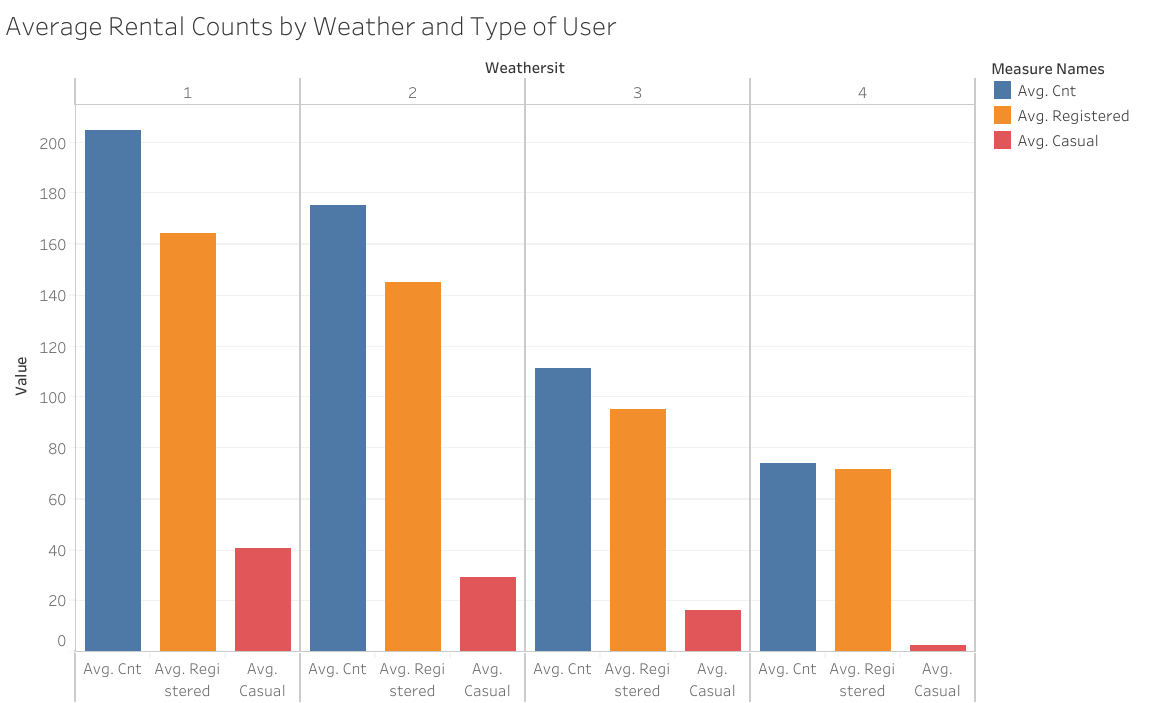 Average Rental Counts by Weather and Type of User
Weathersit
1 2 3 4
Measure Names
Avg. Cnt
Avg. Registered
Avg. Casual
Value
200
180
160
140
120
100
80
60
40
20
0
Avg. Cnt Avg. Regi Avg. Avg. Cnt Avg. Regi Avg. Avg. Cnt Avg. Regi Avg. Avg. Cnt Avg. Regi Avg.
stered Casual stered Casual stered Casual stered Casual